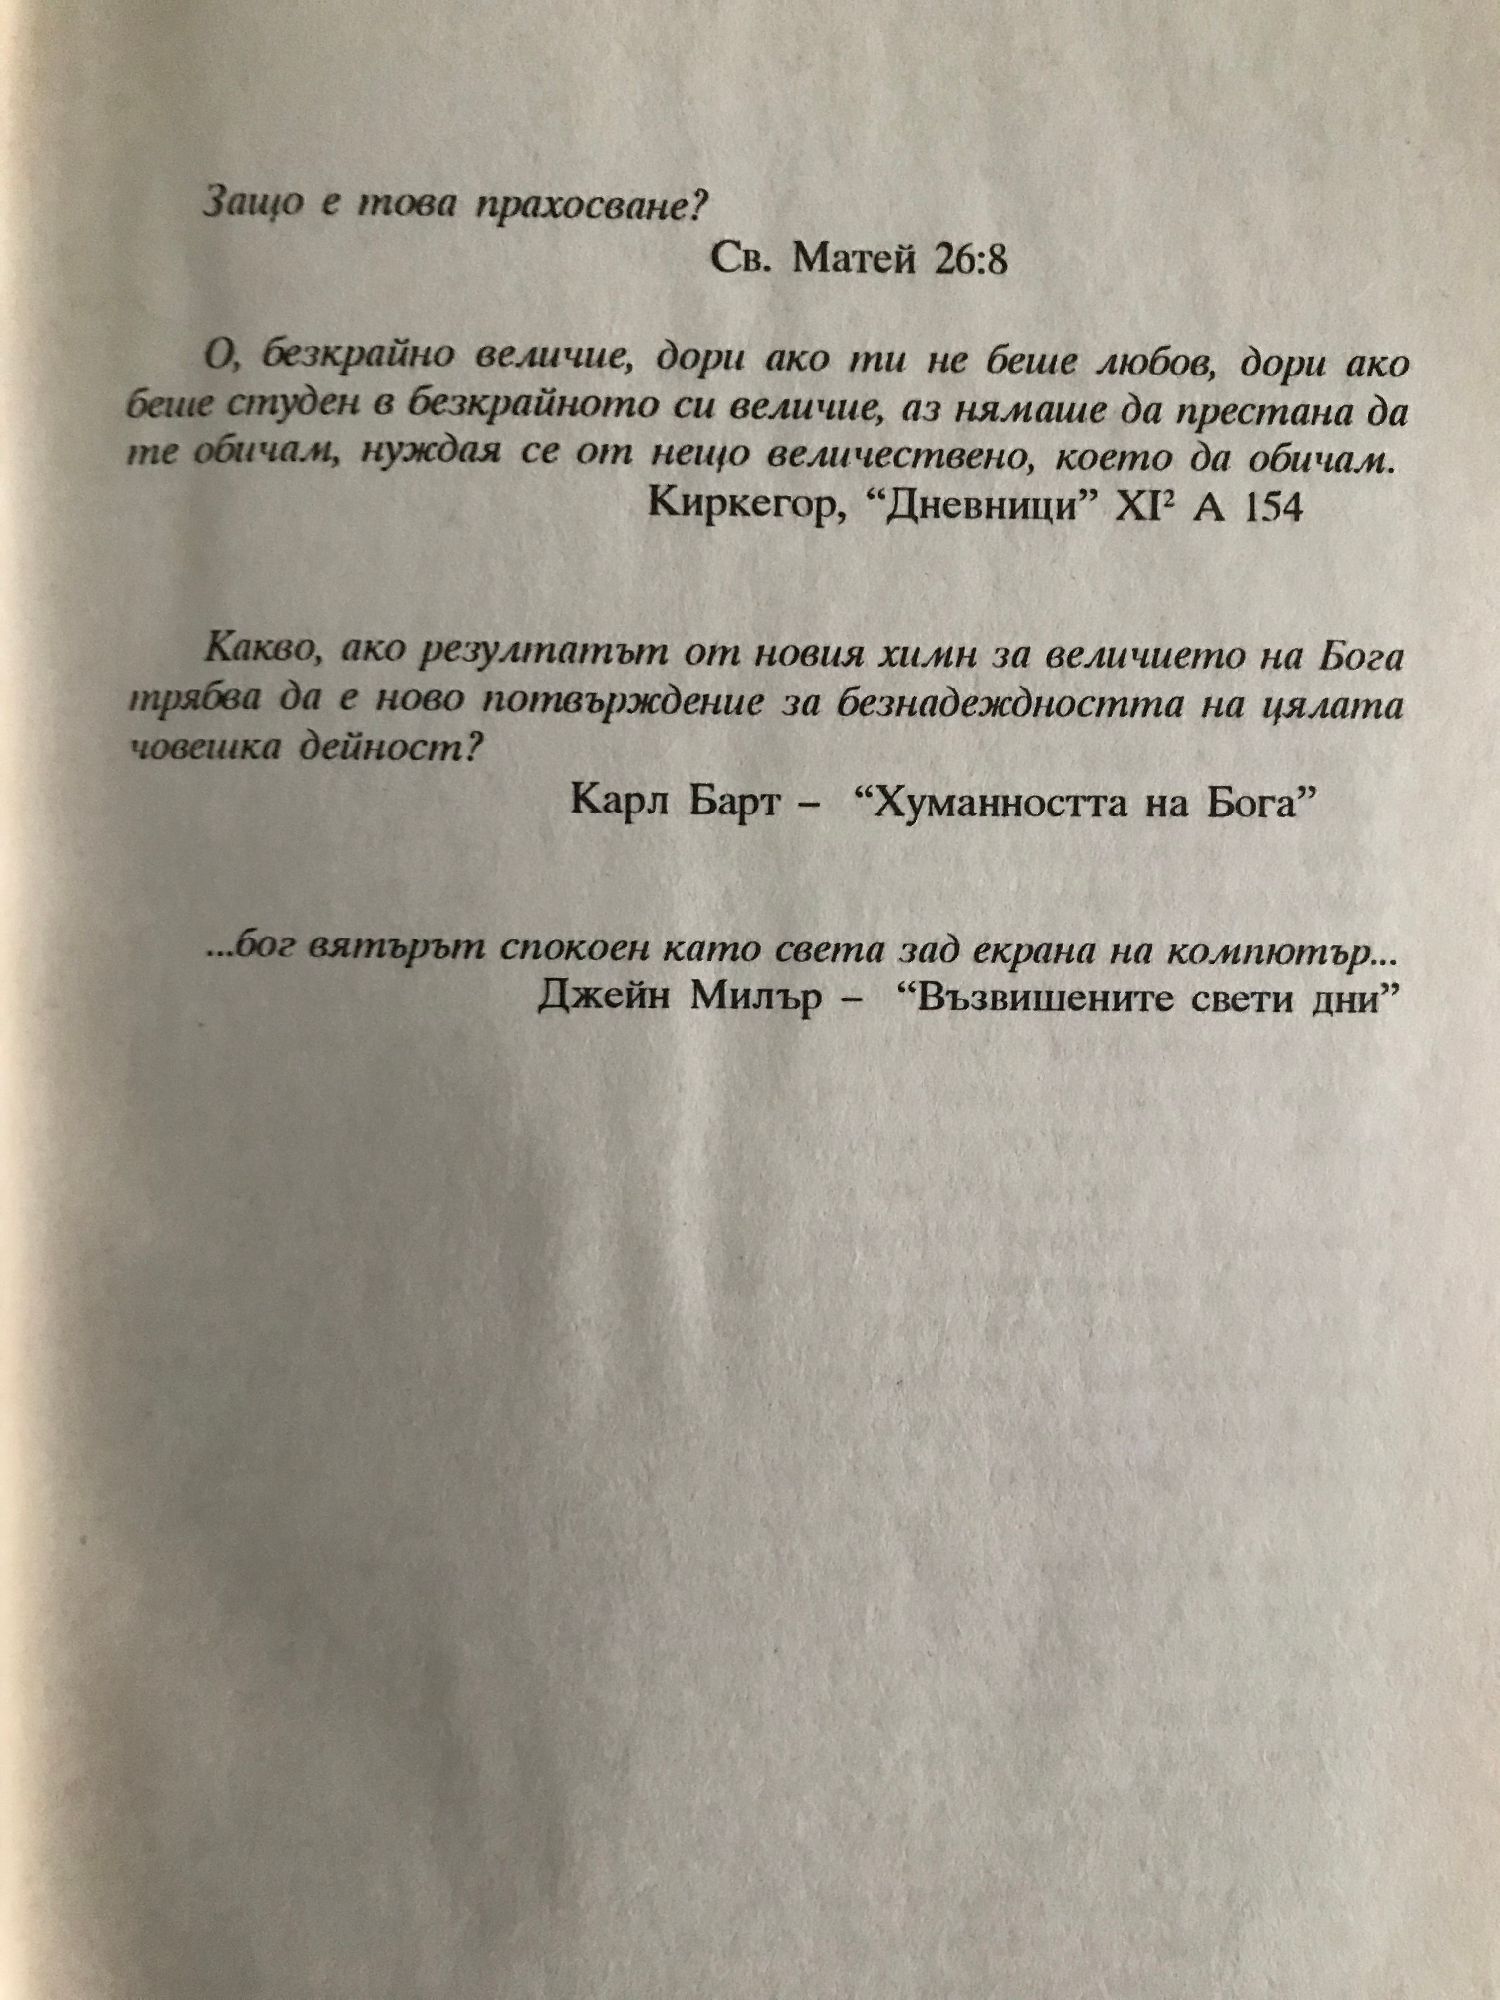 Защо е това прахосване?
Св. Матей 26:8
О, безкрайно величие, дори ако ти не беше любов, дори ако
беше студен в безкрайното си величие, аз нямаше да престана да
те обичам, нуждая се от нещо величествено, което да обичам.
Киркегор, “Дневници” XI² А 154
Какво, ако резултатът от новия химн за величието на Бога
трябва да е ново потвърждение за безнадеждността на цялата
човешка дейност?
Карл Барт – “Хуманността на Бога”
...бог вятърът спокоен като света зад екрана на компютър...
Джейн Милър – “Възвишените свети дни”